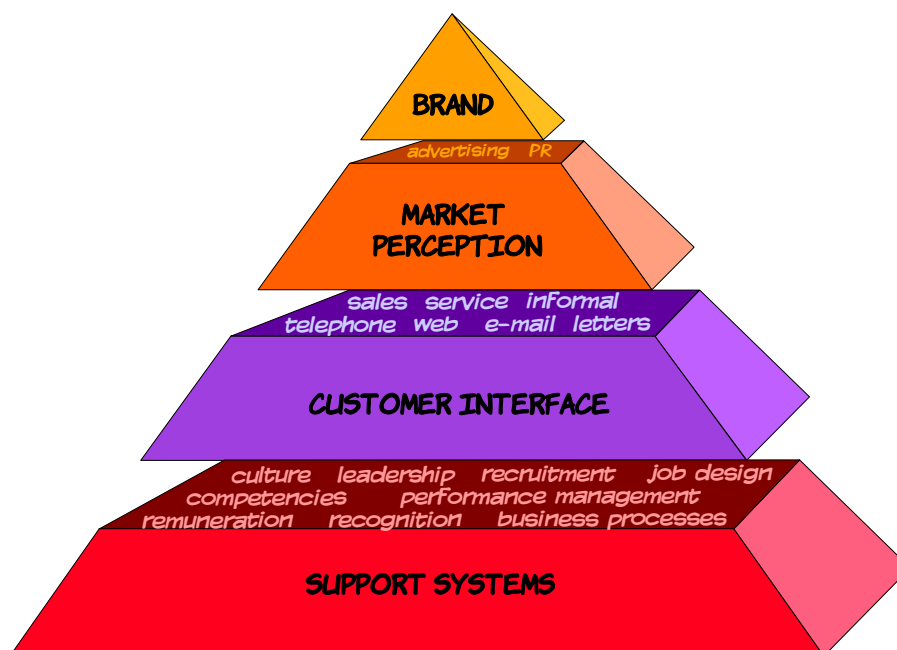 BRAND
advertising PR
MARKET
PERCEPTION
sales service informal
telephone web e-mail letters
CUSTOMER INTERFACE
culture leadership recruitment job design
competencies performance management
remuneration recognition business processes
SUPPORT SYSTEMS